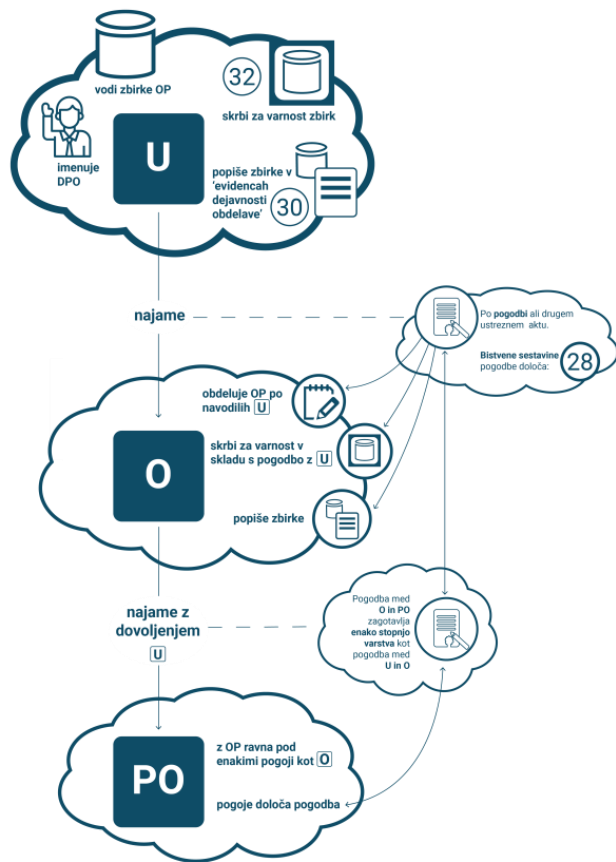 vodi zbirke OP
32
skrbi za varnost zbirk
imenuje
DPO
U
popiše zbirke v
'evidencah
dejavnosti
obdelave'
30
najame
Po pogodbi ali drugem
ustreznem aktu.
Bistvene sestavine
pogodbe določa:
28
obdeluje OP po
navodilih U
O
skrbi za varnost v
skladu s pogodbo z U
popiše zbirke
najame z
dovoljenjem
U
Pogodba med
O in PO
zagotavlja
enako stopnjo
varstva kot
pogodba med
U in O
PO
z OP ravna pod
enakimi pogoji kot O
pogoje določa pogodba